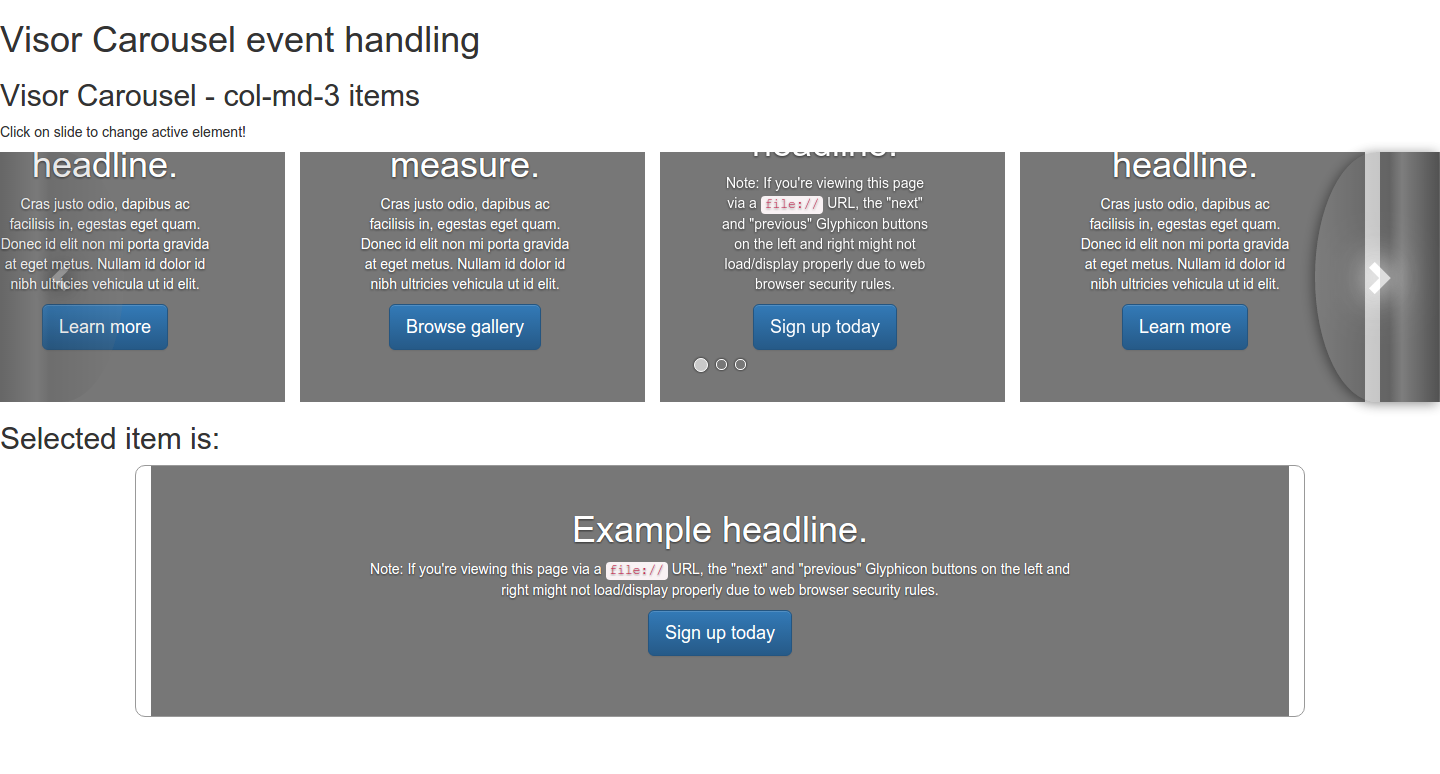 Visor Carousel event handling
Visor Carousel - col-md-3 items
Click on slide to change active element!
headline.
Cras justo odio, dapibus ac
facilisis in, egestas eget quam.
Donec id elit non mi porta gravida
at eget metus. Nullam id dolor id
nibh ultricies vehicula ut id elit.
Learn more
measure.
Cras justo odio, dapibus ac
facilisis in, egestas eget quam.
Donec id elit non mi porta gravida
at eget metus. Nullam id dolor id
nibh ultricies vehicula ut id elit.
Browse gallery
headline.
Note: If you're viewing this page
via a file:// URL, the "next"
and "previous" Glyphicon buttons
on the left and right might not
load/display properly due to web
browser security rules.
Sign up today
headline.
Cras justo odio, dapibus ac
facilisis in, egestas eget quam.
Donec id elit non mi porta gravida
at eget metus. Nullam id dolor id
nibh ultricies vehicula ut id elit.
Learn more
Selected item is:
Example headline.
Note: If you're viewing this page via a file:// URL, the "next" and "previous" Glyphicon buttons on the left and
right might not load/display properly due to web browser security rules.
Sign up today